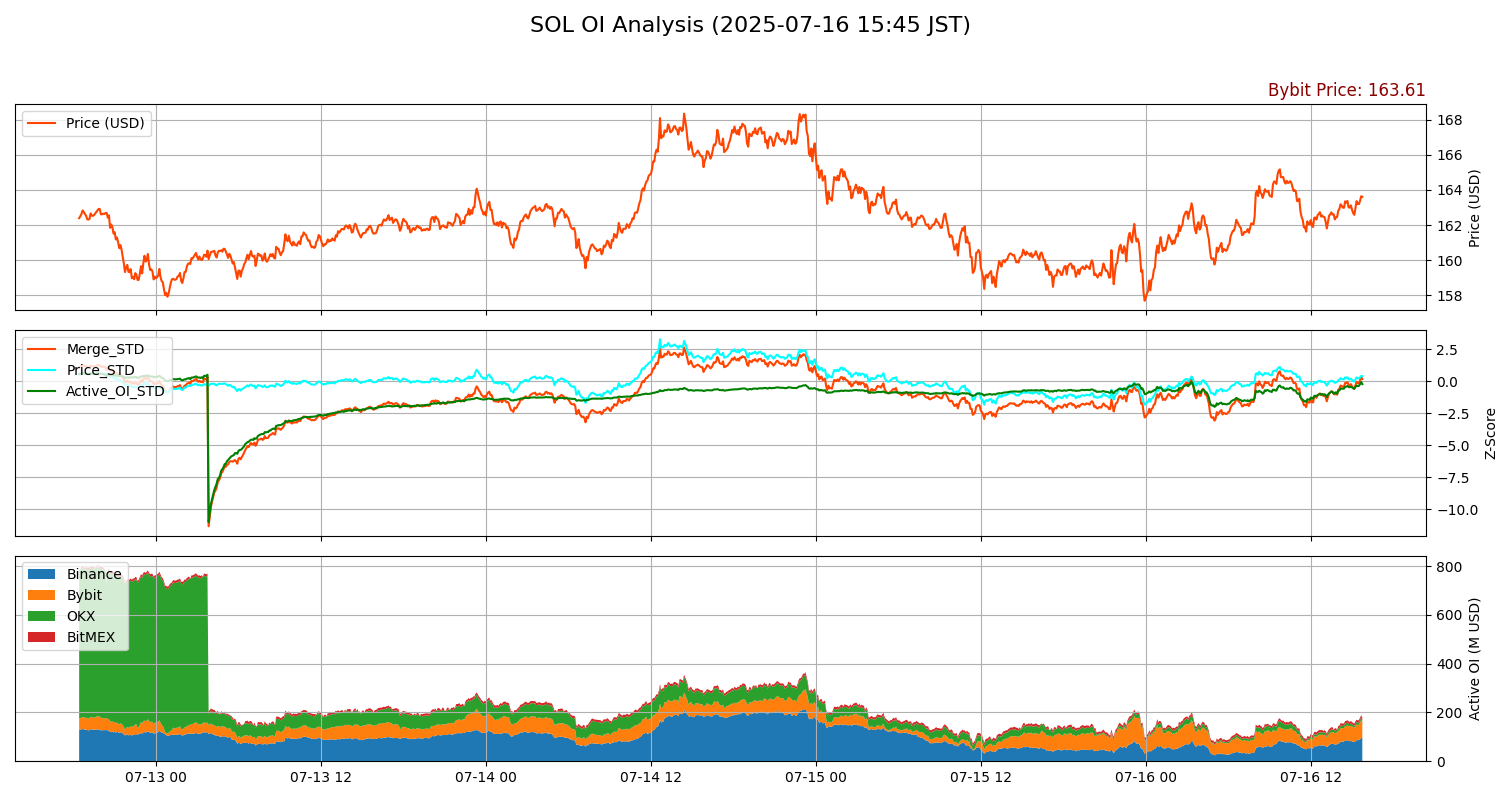 SOL OI Analysis (2025-07-16 15:45 JST)
Bybit Price: 163.61
Price (USD)
168
166
164
162
160
158
Price (USD)
Merge_STD
Price_STD
Active_OI_STD
2.5
0.0
−2.5
−5.0
−7.5
−10.0
Z-Score
Binance
Bybit
OKX
BitMEX
800
600
400
200
0
Active OI (M USD)
07-13 00
07-13 12
07-14 00
07-14 12
07-15 00
07-15 12
07-16 00
07-16 12